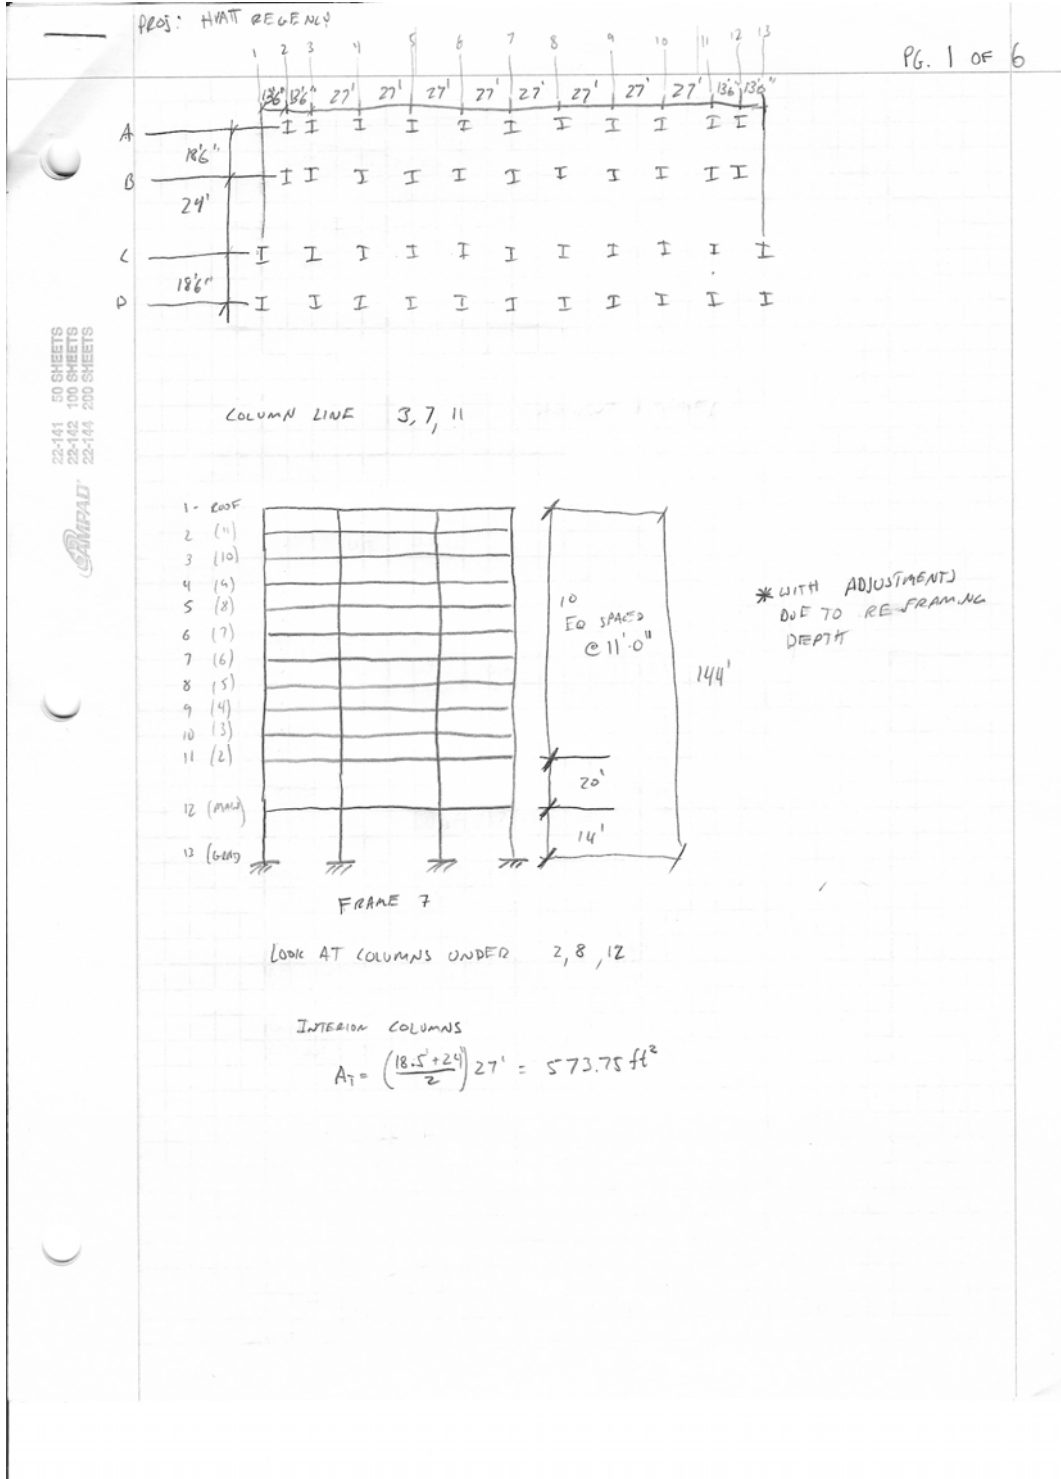 PROJ: HYATT REGENCY
PG. 1 OF 6
1 2 3 4 5 6 7 8 9 10 11 12 13
13'6" 13'6" 27' 27' 27' 27' 27' 27' 27' 27' 13'6" 13'6"
A
18'6"
B
24'
C
18'6"
D
22-141 50 SHEETS
22-142 100 SHEETS
22-144 200 SHEETS
AMPAD
COLUMN LINE 3, 7, 11
1 - ROOF
2 (11)
3 (10)
4 (9)
5 (8)
6 (7)
7 (6)
8 (5)
9 (4)
10 (3)
11 (2)
12
13
10
EQ SPACED
@ 11'-0"
20'
14'
144'
* WITH ADJUSTMENTS
DUE TO RE-FRAMING
DEPTH
FRAME 7
LOOK AT COLUMNS UNDER 2, 8, 12
INTERIOR COLUMNS
A_T = ((18.5' + 24') / 2) 27' = 573.75 ft²